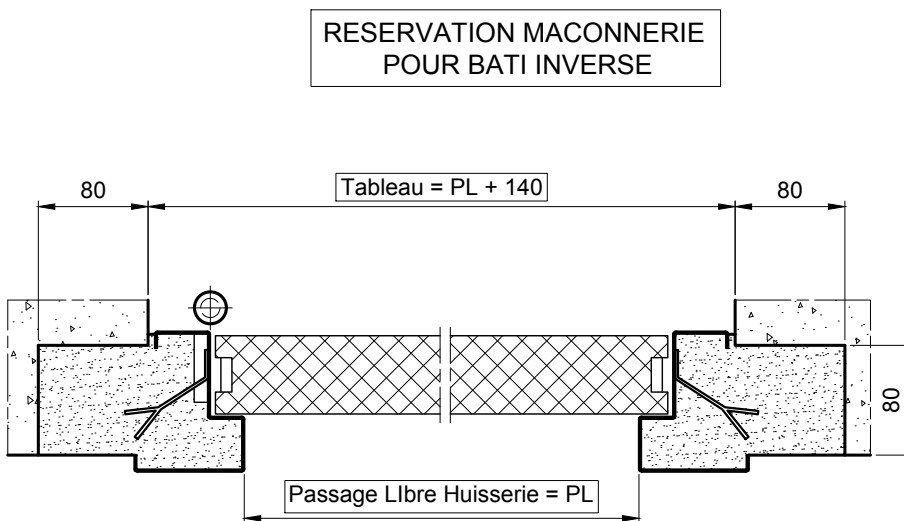 RESERVATION MACONNERIE
POUR BATI INVERSE
80
Tableau = PL + 140
80
80
Passage LIbre Huisserie = PL